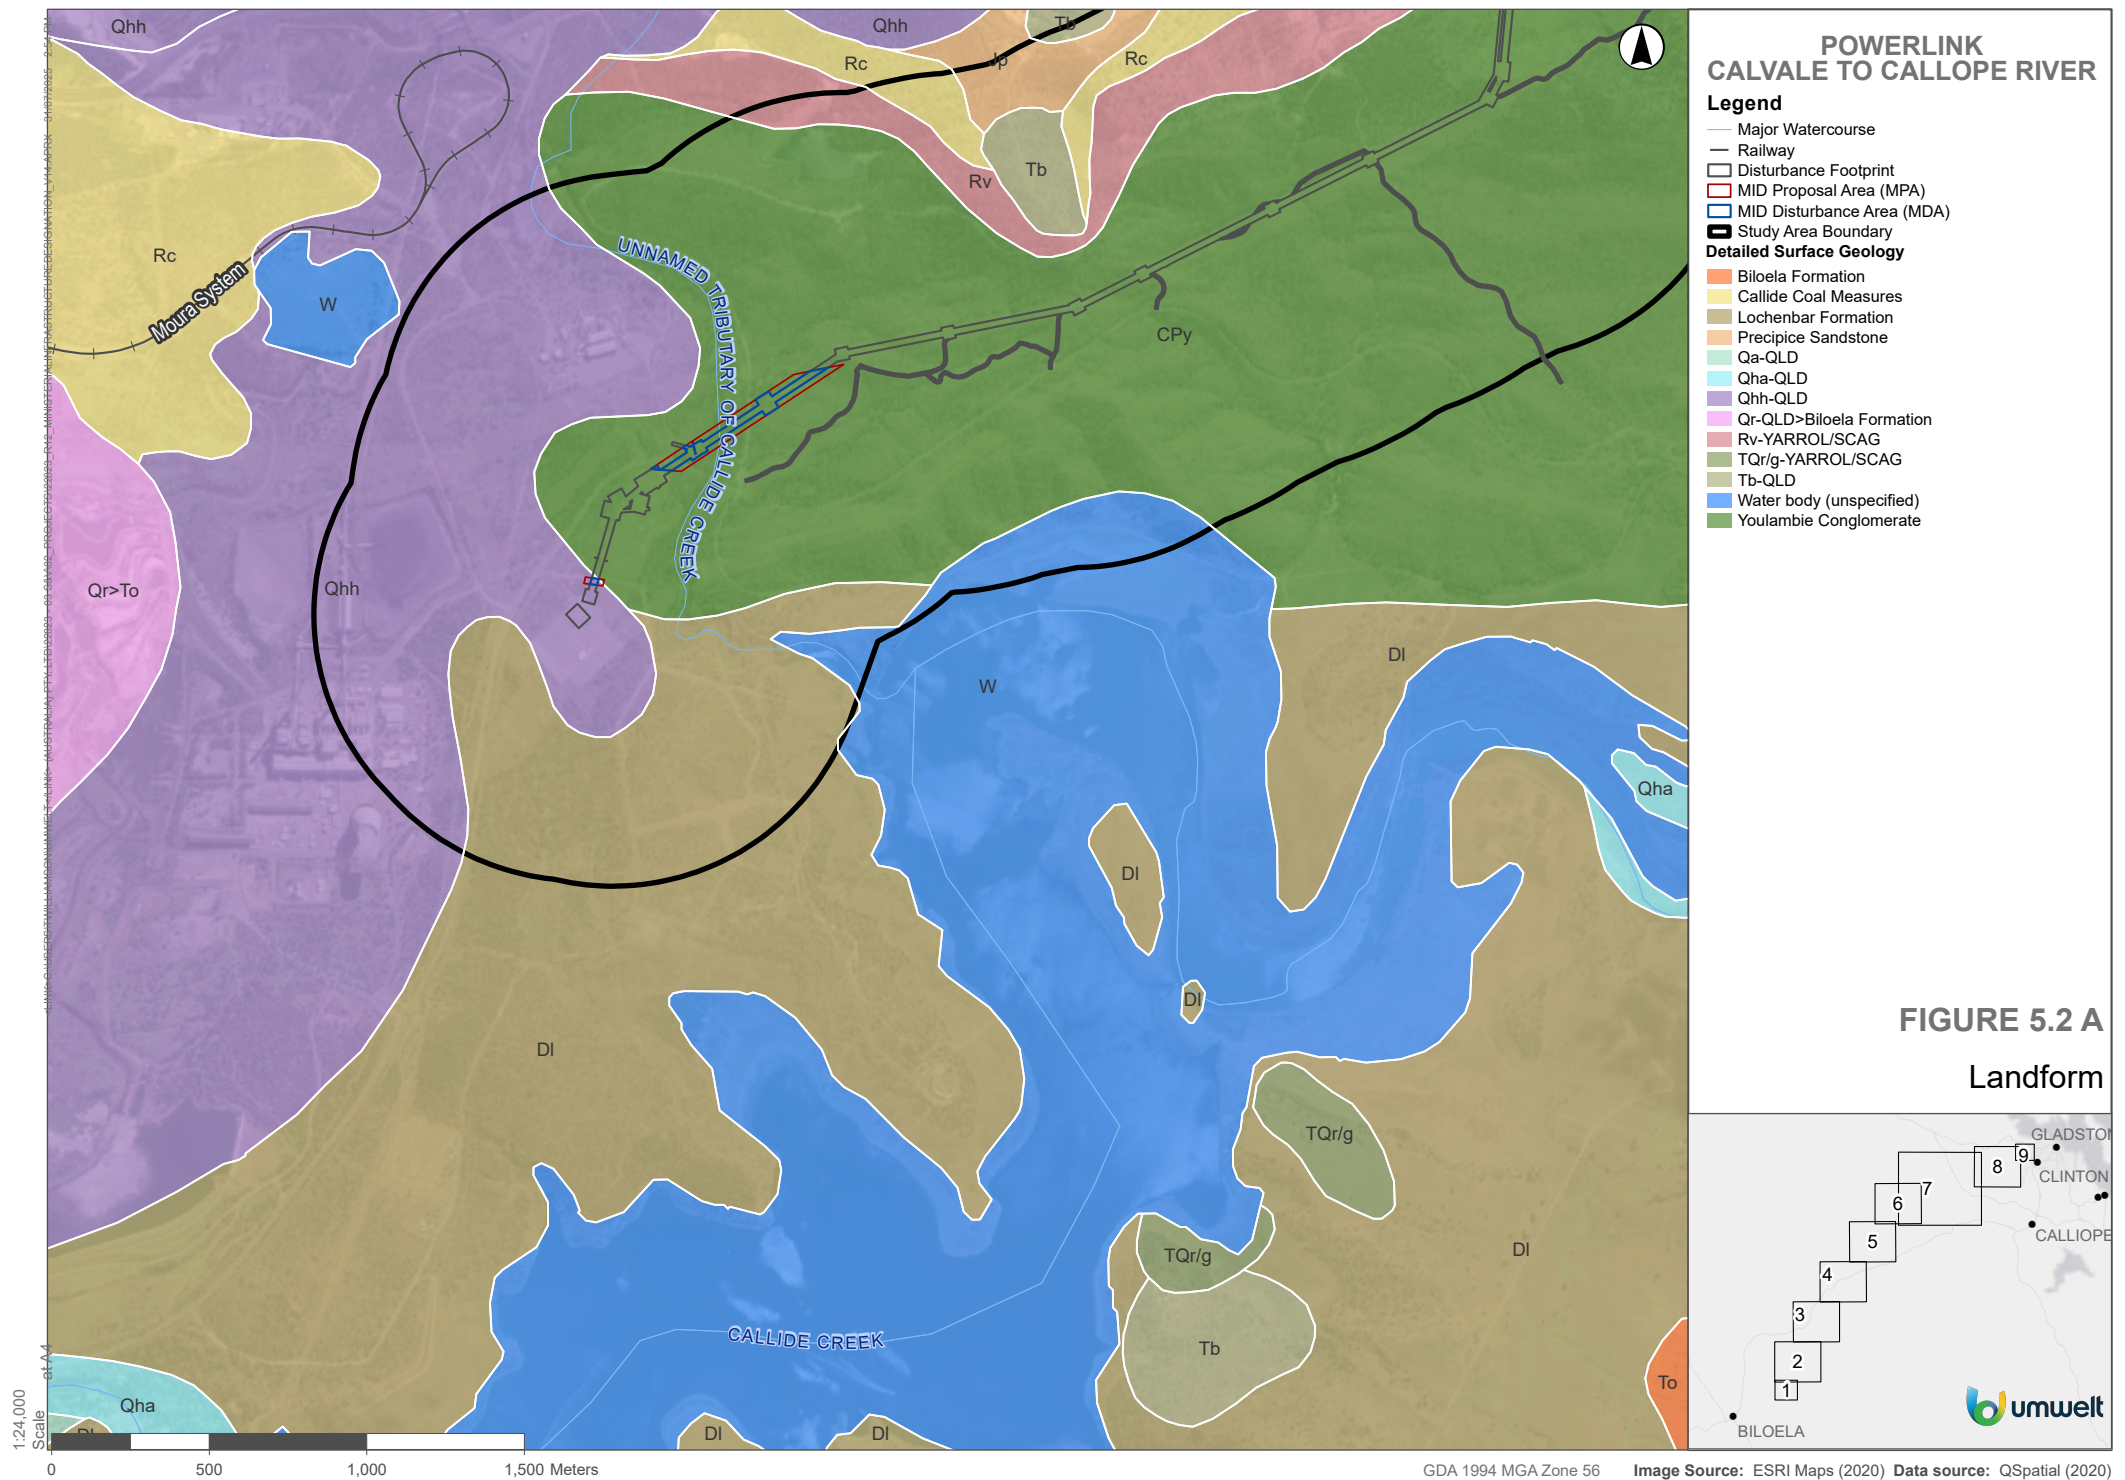 POWERLINK
CALVALE TO CALLOPE RIVER
Legend
Major Watercourse
Railway
Disturbance Footprint
MID Proposal Area (MPA)
MID Disturbance Area (MDA)
Study Area Boundary
Detailed Surface Geology
Biloela Formation
Callide Coal Measures
Lochenbar Formation
Precipice Sandstone
Qa-QLD
Qha-QLD
Qhh-QLD
Qr-QLD>Biloela Formation
Rv-YARROL/SCAG
TQr/g-YARROL/SCAG
Tb-QLD
Water body (unspecified)
Youlambie Conglomerate
FIGURE 5.2 A
Landform
GLADSTON
CLINTON
CALLIOPE
BILOELA
9
8
7
6
5
4
3
2
1
umwelt
Qhh
Qhh
Tb
Rc
Jp
Rc
Rv
Tb
Rc
W
Moura System
UNNAMED TRIBUTARY OF CALLIDE CREEK
CPy
Qr>To
Qhh
W
Dl
Qha
Dl
Dl
Dl
TQr/g
TQr/g
Dl
Tb
CALLIDE CREEK
To
Qha
Dl
Dl
Dl
1:24,000
Scale
at A4
0 500 1,000 1,500 Meters
GDA 1994 MGA Zone 56 Image Source: ESRI Maps (2020) Data source: QSpatial (2020)